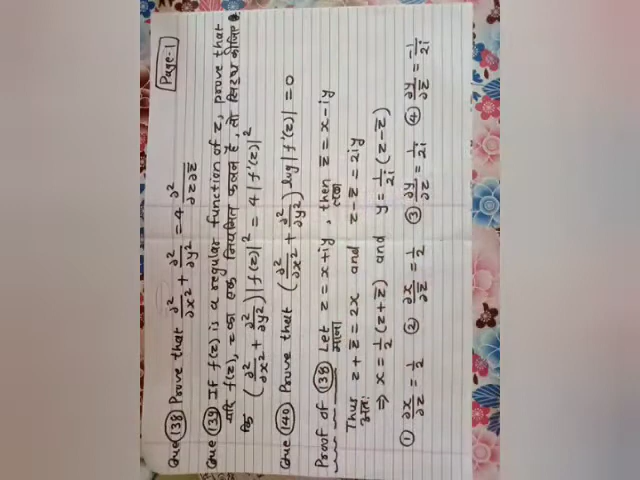 Page-1
Que 138 Prove that ∂²/∂x² + ∂²/∂y² = 4 ∂²/∂z∂z̅
Que 139 If f(z) is a regular function of z, prove that
यदि f(z), z का एक नियमित फलन है, तो सिद्ध कीजिए
कि (∂²/∂x² + ∂²/∂y²)|f(z)|² = 4|f'(z)|²
Que 140 Prove that (∂²/∂x² + ∂²/∂y²) log|f'(z)| = 0
Proof of 138 Let z = x+iy, then z̅ = x-iy
माना तब
Thus z + z̅ = 2x and z - z̅ = 2iy
अतः
⇒ x = 1/2 (z+z̅) and y = 1/2i (z-z̅)
① ∂x/∂z = 1/2 ② ∂x/∂z̅ = 1/2 ③ ∂y/∂z = 1/2i ④ ∂y/∂z̅ = -1/2i